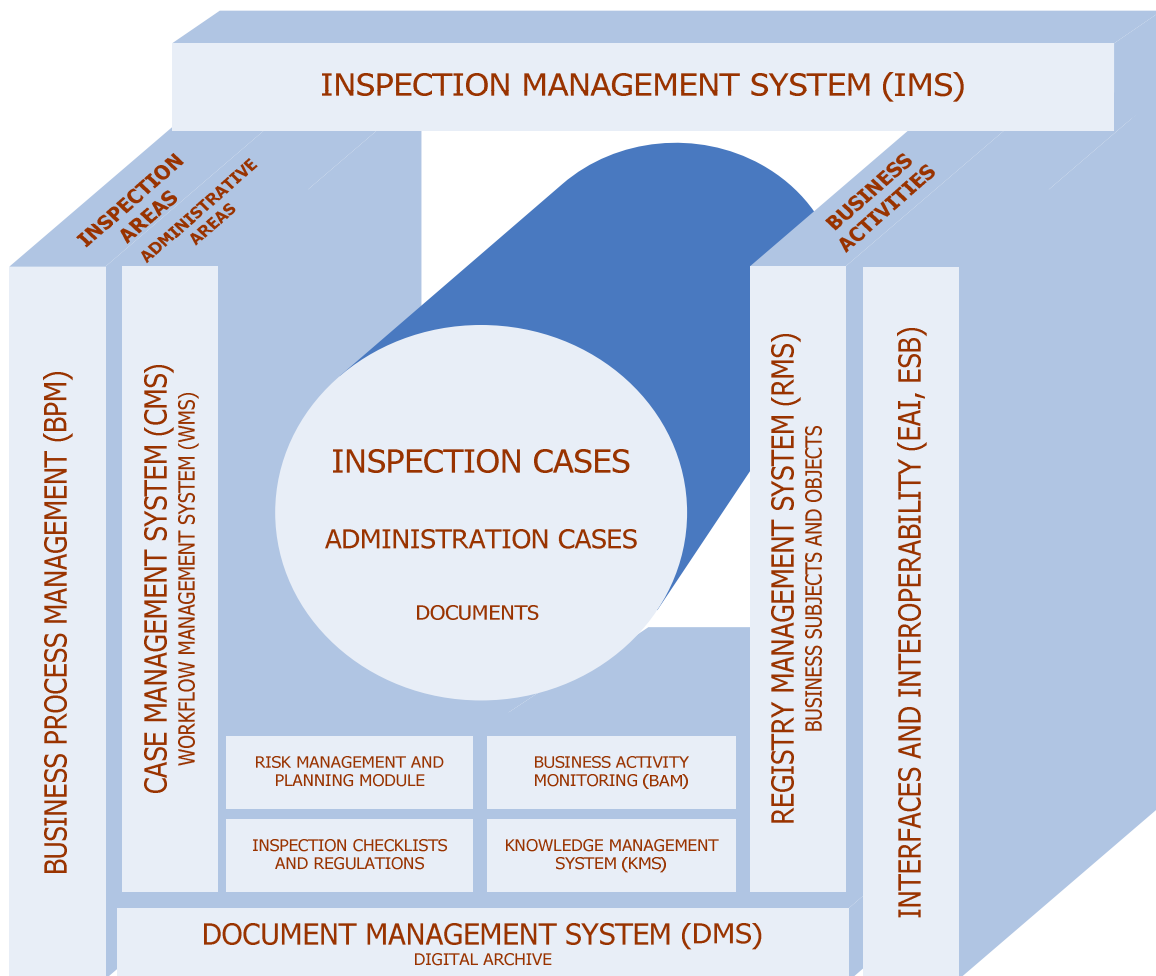 INSPECTION MANAGEMENT SYSTEM (IMS)
INSPECTION
AREAS
ADMINISTRATIVE
AREAS
BUSINESS
ACTIVITIES
BUSINESS PROCESS MANAGEMENT (BPM)
CASE MANAGEMENT SYSTEM (CMS)
WORKFLOW MANAGEMENT SYSTEM (WMS)
INSPECTION CASES
ADMINISTRATION CASES
DOCUMENTS
REGISTRY MANAGEMENT SYSTEM (RMS)
BUSINESS SUBJECTS AND OBJECTS
INTERFACES AND INTEROPERABILITY (EAI, ESB)
RISK MANAGEMENT AND
PLANNING MODULE
BUSINESS ACTIVITY
MONITORING (BAM)
INSPECTION CHECKLISTS
AND REGULATIONS
KNOWLEDGE MANAGEMENT
SYSTEM (KMS)
DOCUMENT MANAGEMENT SYSTEM (DMS)
DIGITAL ARCHIVE